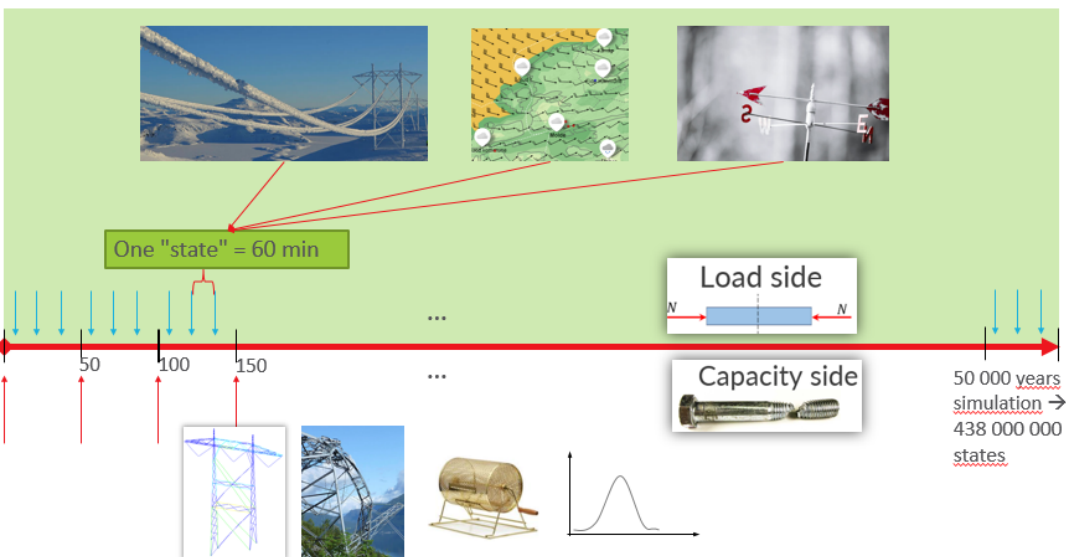 S
W
E
N
One "state" = 60 min
Load side
N
N
...
50
100
150
...
Capacity side
50 000 years
simulation →
438 000 000
states